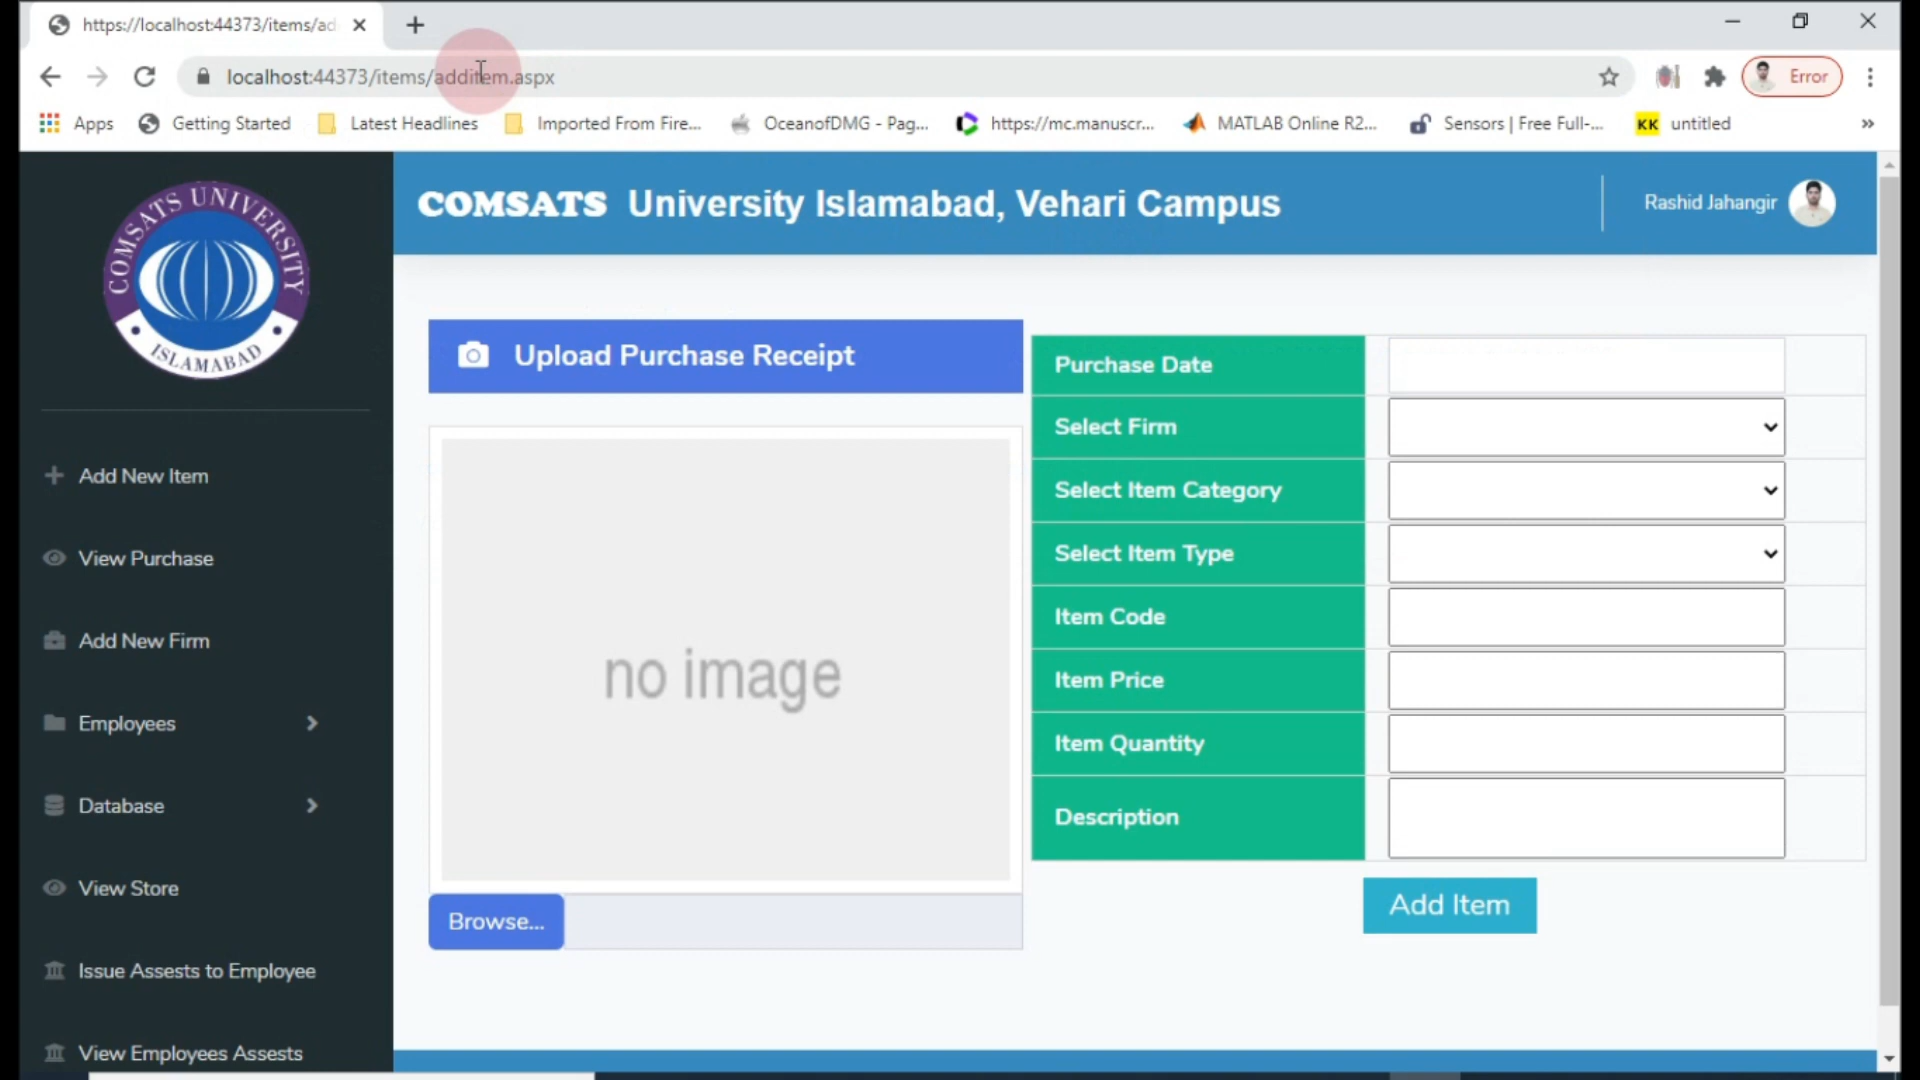 https://localhost:44373/items/ad
localhost:44373/items/additem.aspx
Error
Apps
Getting Started
Latest Headlines
Imported From Fire...
OceanofDMG - Pag...
https://mc.manuscr...
MATLAB Online R2...
Sensors | Free Full-...
KK
untitled
»
COMSATS UNIVERSITY
ISLAMABAD
COMSATS University Islamabad, Vehari Campus
Rashid Jahangir
Add New Item
View Purchase
Add New Firm
Employees
Database
View Store
Issue Assests to Employee
View Employees Assests
Upload Purchase Receipt
no image
Browse...
Purchase Date
Select Firm
Select Item Category
Select Item Type
Item Code
Item Price
Item Quantity
Description
Add Item